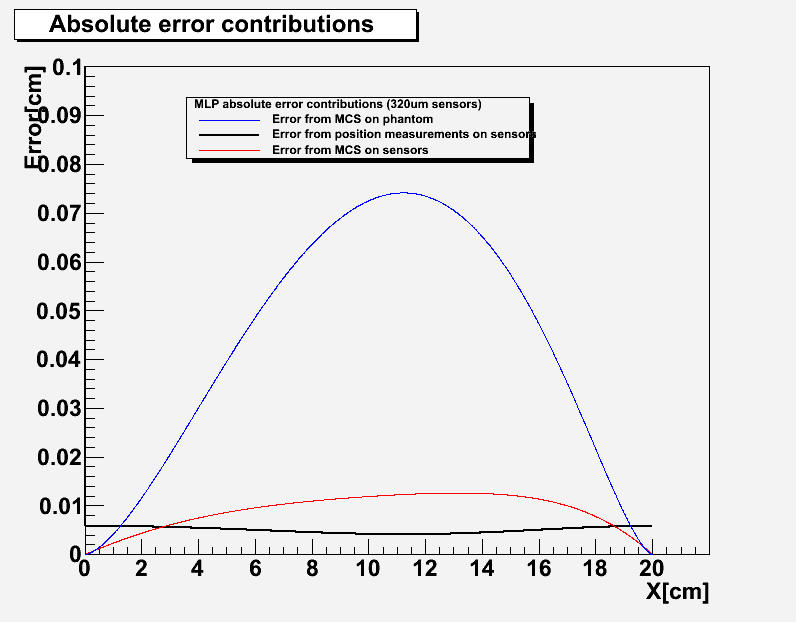 Absolute error contributions
Error[cm]
0.1
0.09
0.08
0.07
0.06
0.05
0.04
0.03
0.02
0.01
0
MLP absolute error contributions (320um sensors)
Error from MCS on phantom
Error from position measurements on sensors
Error from MCS on sensors
0 2 4 6 8 10 12 14 16 18 20
X[cm]